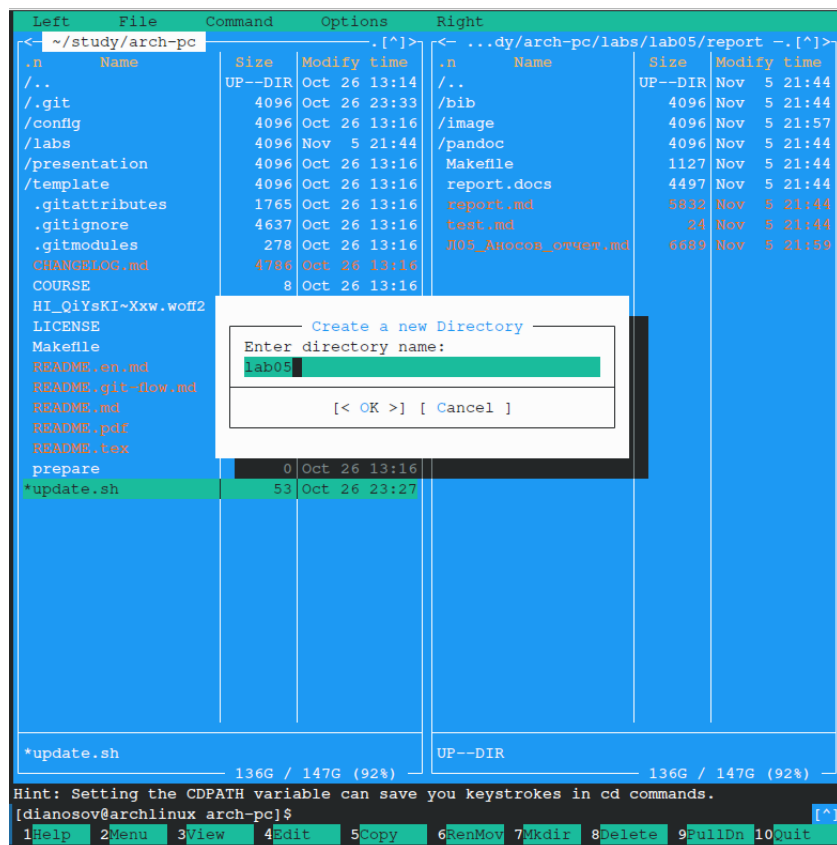 Left File Command Options Right
<─ ~/study/arch-pc ─.[^]> <─ ...dy/arch-pc/labs/lab05/report ─.[^]>
.n Name Size Modify time .n Name Size Modify time
/.. UP--DIR Oct 26 13:14 /.. UP--DIR Nov 5 21:44
/.git 4096 Oct 26 23:33 /bib 4096 Nov 5 21:44
/config 4096 Oct 26 13:16 /image 4096 Nov 5 21:57
/labs 4096 Nov 5 21:44 /pandoc 4096 Nov 5 21:44
/presentation 4096 Oct 26 13:16 Makefile 1127 Nov 5 21:44
/template 4096 Oct 26 13:16 report.docs 4497 Nov 5 21:44
.gitattributes 1765 Oct 26 13:16 report.md 5832 Nov 5 21:44
.gitignore 4637 Oct 26 13:16 test.md 24 Nov 5 21:44
.gitmodules 278 Oct 26 13:16 Л05_Аносов_отчет.md 6689 Nov 5 21:59
CHANGELOG.md 4786 Oct 26 13:16
COURSE 8 Oct 26 13:16
HI_QiYsKI~Xxw.woff2
LICENSE
Create a new Directory
Makefile
Enter directory name:
README.en.md
lab05
README.git-flow.md
README.md
[< OK >] [ Cancel ]
README.pdf
README.tex
prepare 0 Oct 26 13:16
*update.sh 53 Oct 26 23:27
*update.sh UP--DIR
136G / 147G (92%) 136G / 147G (92%)
Hint: Setting the CDPATH variable can save you keystrokes in cd commands.
[dianosov@archlinux arch-pc]$ [^]
1Help 2Menu 3View 4Edit 5Copy 6RenMov 7Mkdir 8Delete 9PullDn 10Quit